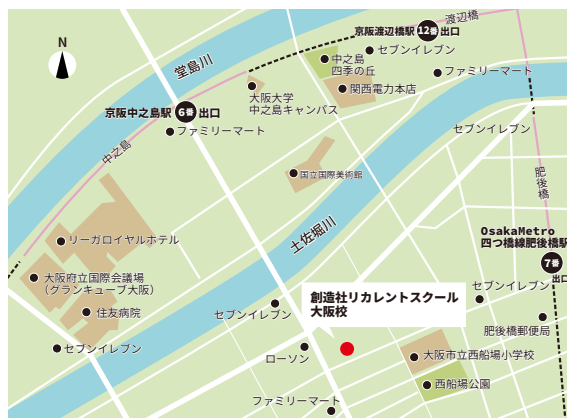 N
堂島川
京阪渡辺橋駅 12番 出口
渡辺橋
セブンイレブン
中之島
四季の丘
ファミリーマート
関西電力本店
大阪大学
中之島キャンパス
京阪中之島駅 6番 出口
ファミリーマート
中之島
セブンイレブン
国立国際美術館
肥後橋
土佐堀川
OsakaMetro
四つ橋線肥後橋駅
7番
出口
リーガロイヤルホテル
大阪府立国際会議場
(グランキューブ大阪)
住友病院
セブンイレブン
セブンイレブン
創造社リカレントスクール
大阪校
セブンイレブン
肥後橋郵便局
ローソン
大阪市立西船場小学校
西船場公園
ファミリーマート